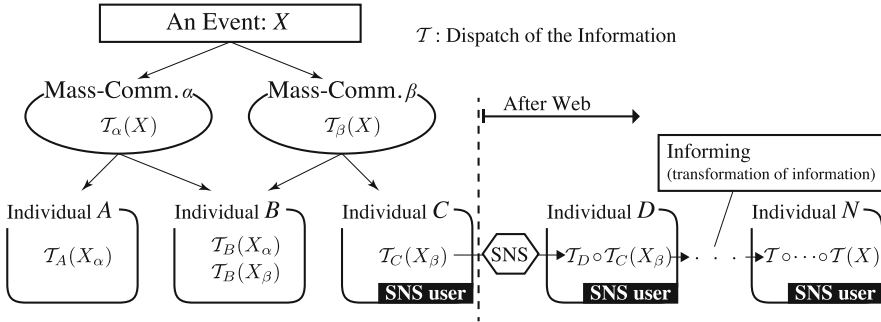 An Event: X
𝒯 : Dispatch of the Information
Mass-Comm. α
𝒯α(X)
Mass-Comm. β
𝒯β(X)
After Web
Informing
(transformation of information)
Individual A
𝒯A(Xα)
Individual B
𝒯B(Xα)
𝒯B(Xβ)
Individual C
𝒯C(Xβ)
SNS user
SNS
Individual D
𝒯D∘𝒯C(Xβ)
SNS user
· · ·
Individual N
𝒯∘⋯∘𝒯(X)
SNS user